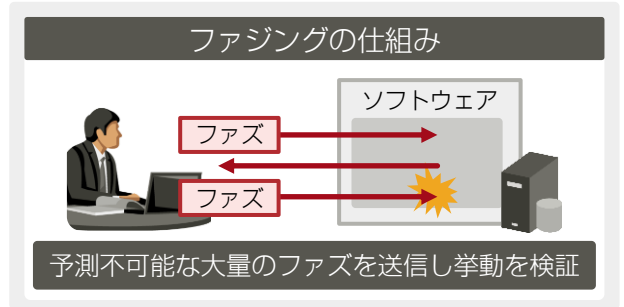 ファジングの仕組み
ソフトウェア
ファズ
ファズ
予測不可能な大量のファズを送信し挙動を検証